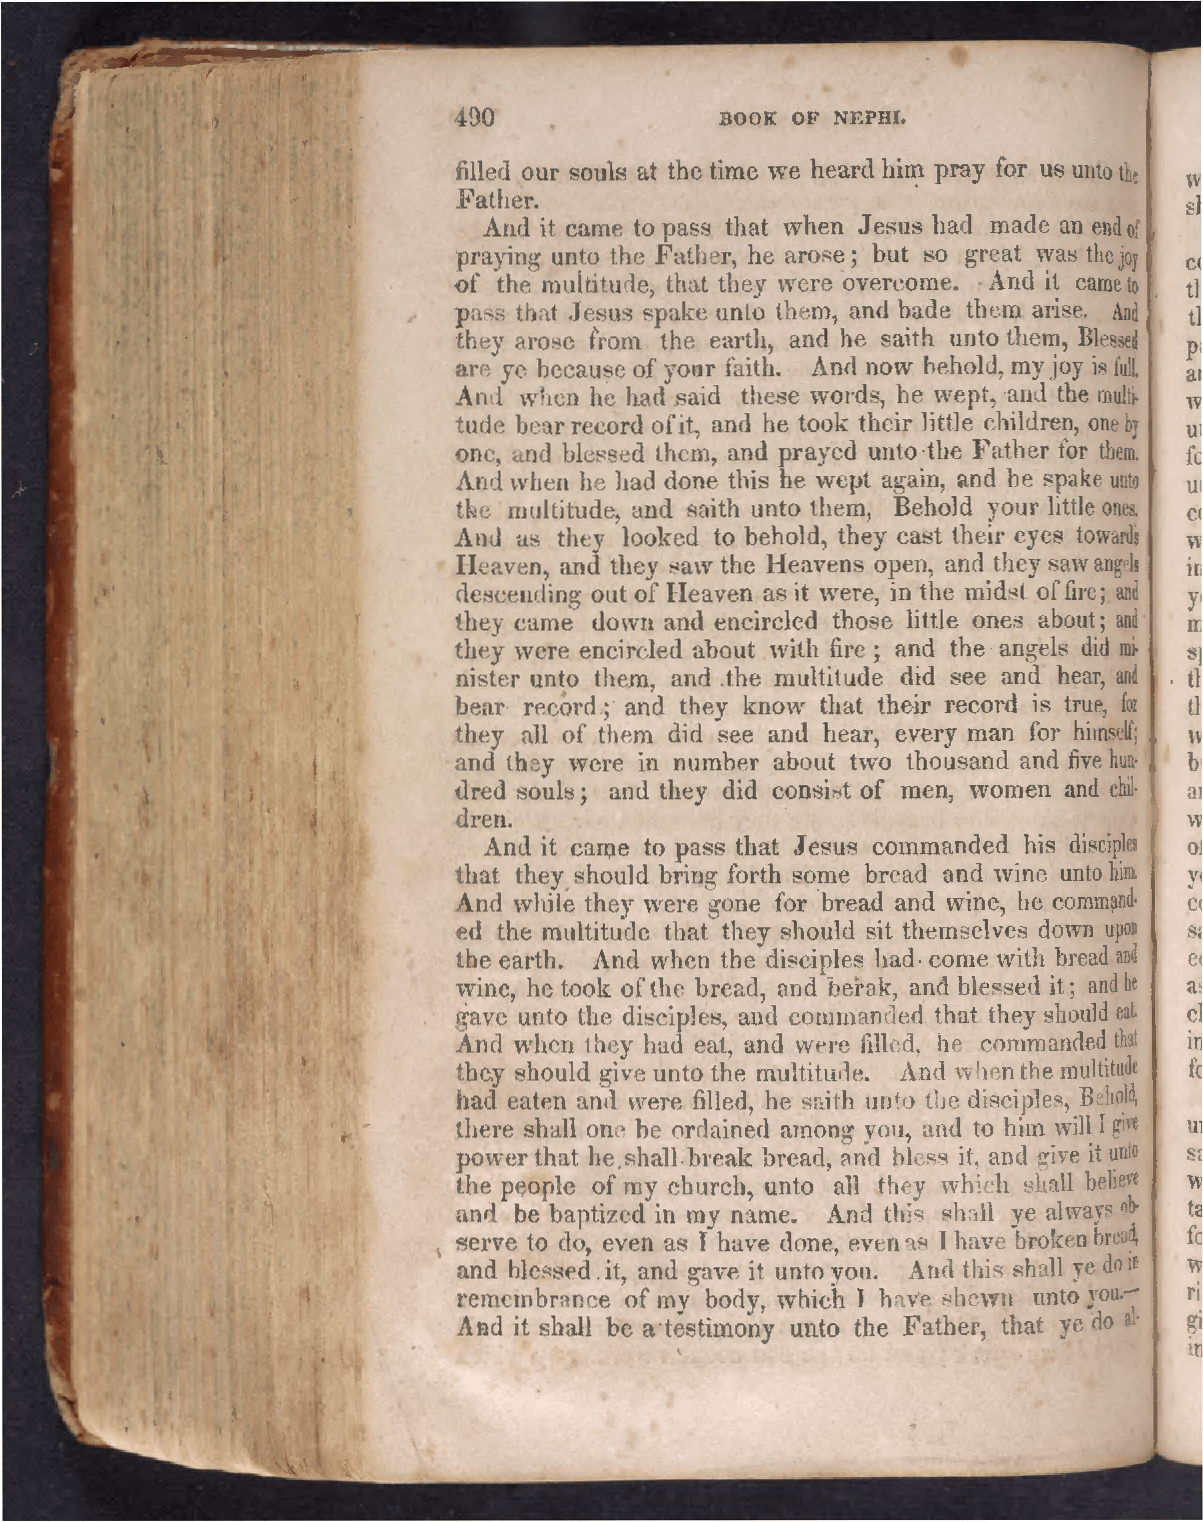 490 BOOK OF NEPHI.
filled our souls at the time we heard him pray for us unto the
Father.
And it came to pass that when Jesus had made an end of
praying unto the Father, he arose; but so great was the joy
of the multitude, that they were overcome. And it came to
pass that Jesus spake unto them, and bade them arise. And
they arose from the earth, and he saith unto them, Blessed
are ye because of your faith. And now behold, my joy is full.
And when he had said these words, he wept, and the multi-
tude bear record of it, and he took their little children, one by
one, and blessed them, and prayed unto the Father for them.
And when he had done this he wept again, and he spake unto
the multitude, and saith unto them, Behold your little ones.
And as they looked to behold, they cast their eyes towards
Heaven, and they saw the Heavens open, and they saw angels
descending out of Heaven as it were, in the midst of fire; and
they came down and encircled those little ones about; and
they were encircled about with fire; and the angels did mi-
nister unto them, and the multitude did see and hear, and
bear record; and they know that their record is true, for
they all of them did see and hear, every man for himself;
and they were in number about two thousand and five hun-
dred souls; and they did consist of men, women and chil-
dren.
And it came to pass that Jesus commanded his disciples
that they should bring forth some bread and wine unto him.
And while they were gone for bread and wine, he command-
ed the multitude that they should sit themselves down upon
the earth. And when the disciples had come with bread and
wine, he took of the bread, and berak, and blessed it; and he
gave unto the disciples, and commanded that they should eat.
And when they had eat, and were filled, he commanded that
they should give unto the multitude. And when the multitude
had eaten and were filled, he saith unto the disciples, Behold,
there shall one be ordained among you, and to him will I give
power that he shall break bread, and bless it, and give it unto
the people of my church, unto all they which shall believe
and be baptized in my name. And this shall ye always ob-
serve to do, even as I have done, even as I have broken bread,
and blessed it, and gave it unto you. And this shall ye do in
remembrance of my body, which I have shewn unto you.—
And it shall be a testimony unto the Father, that ye do al-